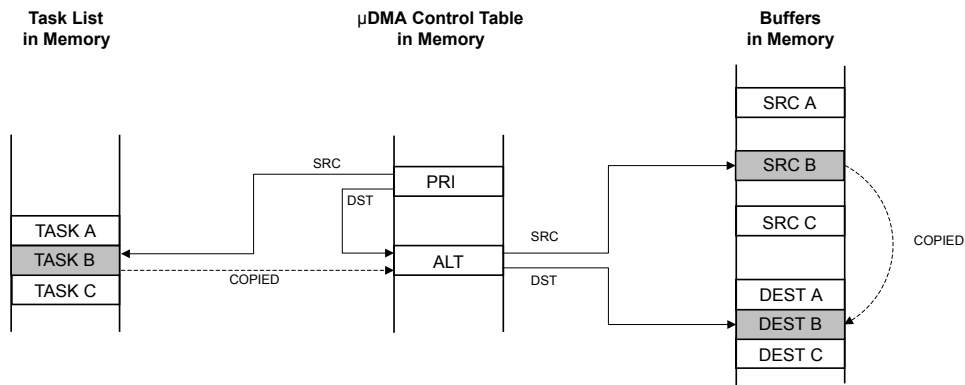 Task List
in Memory
µDMA Control Table
in Memory
Buffers
in Memory
SRC A
SRC
SRC B
PRI
DST
SRC C
TASK A
SRC
COPIED
TASK B
ALT
COPIED
DST
TASK C
DEST A
DEST B
DEST C